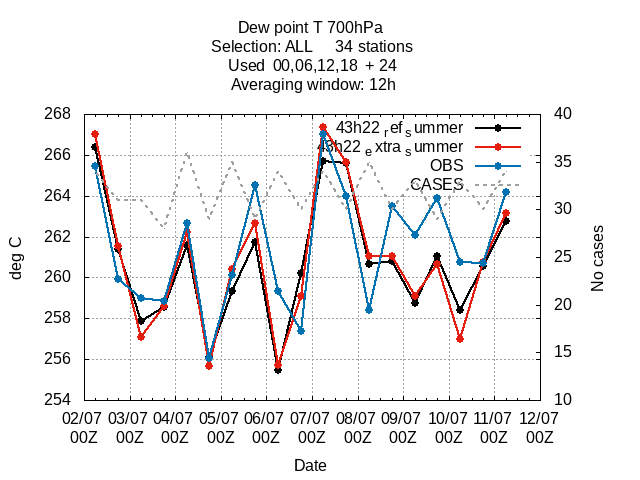 Dew point T 700hPa
Selection: ALL 34 stations
Used 00,06,12,18 + 24
Averaging window: 12h
268
266
264
262
260
258
256
254
deg C
40
35
30
25
20
15
10
No cases
43h22 refsummer
43h22 extrasummer
OBS
CASES
02/07 03/07 04/07 05/07 06/07 07/07 08/07 09/07 10/07 11/07 12/07
00Z 00Z 00Z 00Z 00Z 00Z 00Z 00Z 00Z 00Z 00Z
Date